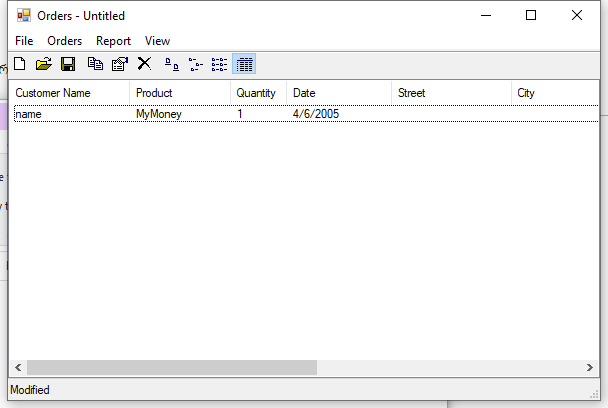 Orders - Untitled
File Orders Report View
Customer Name Product Quantity Date Street City
name MyMoney 1 4/6/2005
Modified